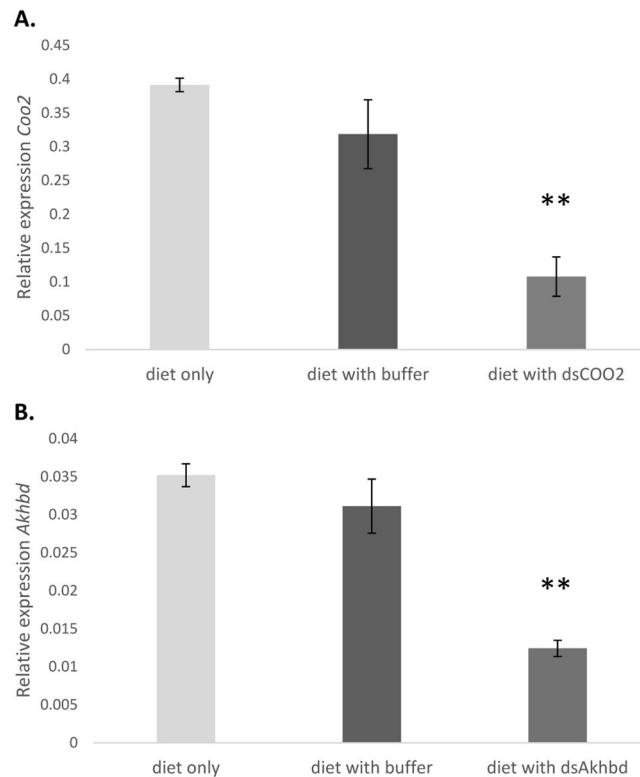 A.
Relative expression Coo2
0.45
0.4
0.35
0.3
0.25
0.2
0.15
0.1
0.05
0
**
diet only
diet with buffer
diet with dsCOO2
B.
Relative expression Akhbd
0.04
0.035
0.03
0.025
0.02
0.015
0.01
0.005
0
**
diet only
diet with buffer
diet with dsAkhbd